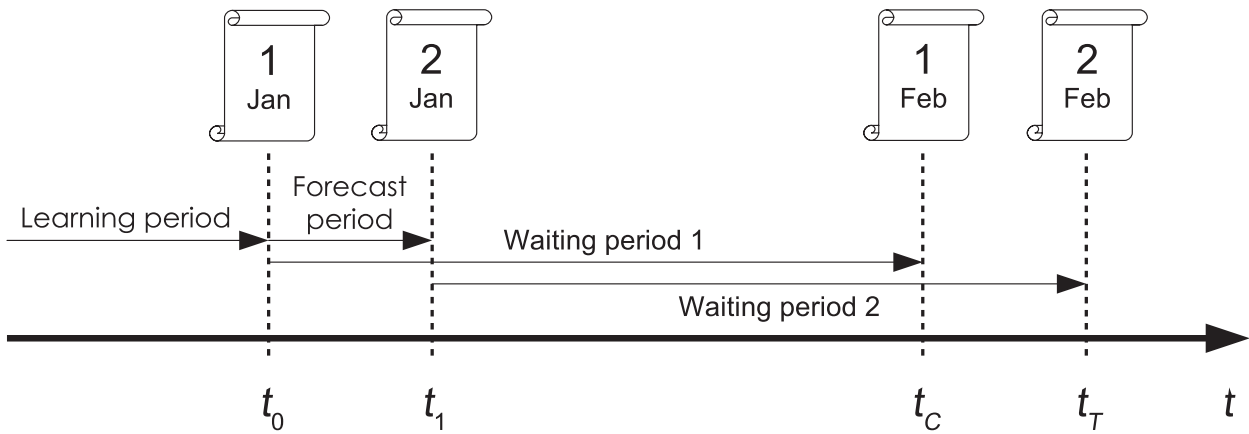 1
Jan
2
Jan
1
Feb
2
Feb
Learning period
Forecast
period
Waiting period 1
Waiting period 2
t0
t1
tC
tT
t